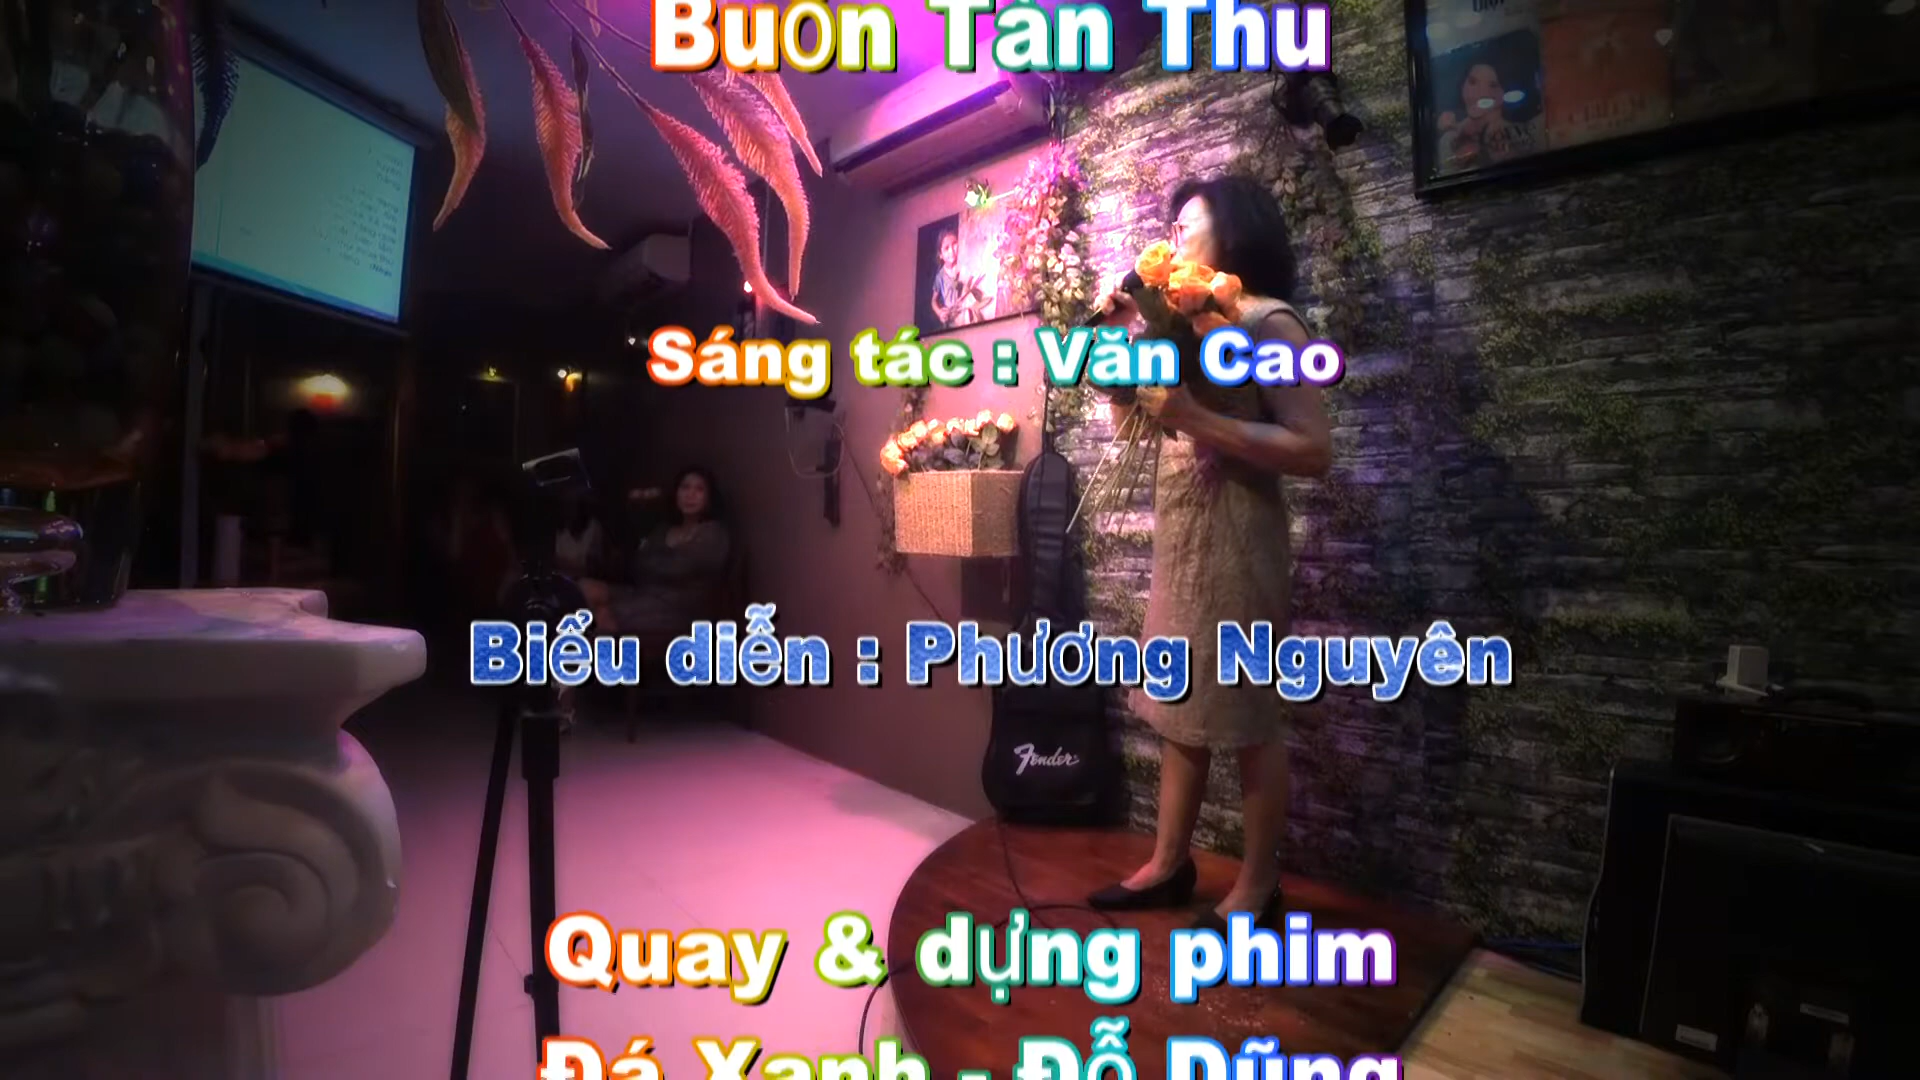 Buồn Tàn Thu
Sáng tác : Văn Cao
Biểu diễn : Phương Nguyên
Fender
Quay & dựng phim
Đá Xanh - Đỗ Dũng